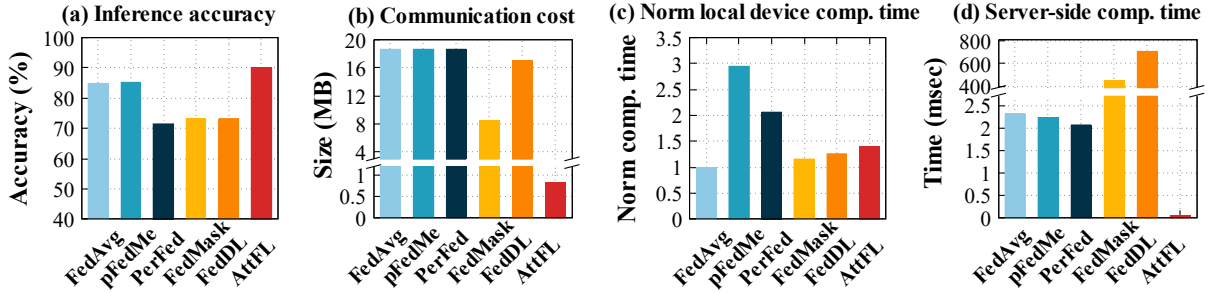 (a) Inference accuracy
Accuracy (%)
100
90
80
70
60
50
40
FedAvg
pFedMe
PerFed
FedMask
FedDL
AttFL
(b) Communication cost
Size (MB)
20
16
12
8
4
1
0.5
0
FedAvg
pFedMe
PerFed
FedMask
FedDL
AttFL
(c) Norm local device comp. time
Norm comp. time
3.5
3
2.5
2
1.5
1
0.5
0
FedAvg
pFedMe
PerFed
FedMask
FedDL
AttFL
(d) Server-side comp. time
Time (msec)
800
600
400
2.5
2
1.5
1
0.5
0
FedAvg
pFedMe
PerFed
FedMask
FedDL
AttFL